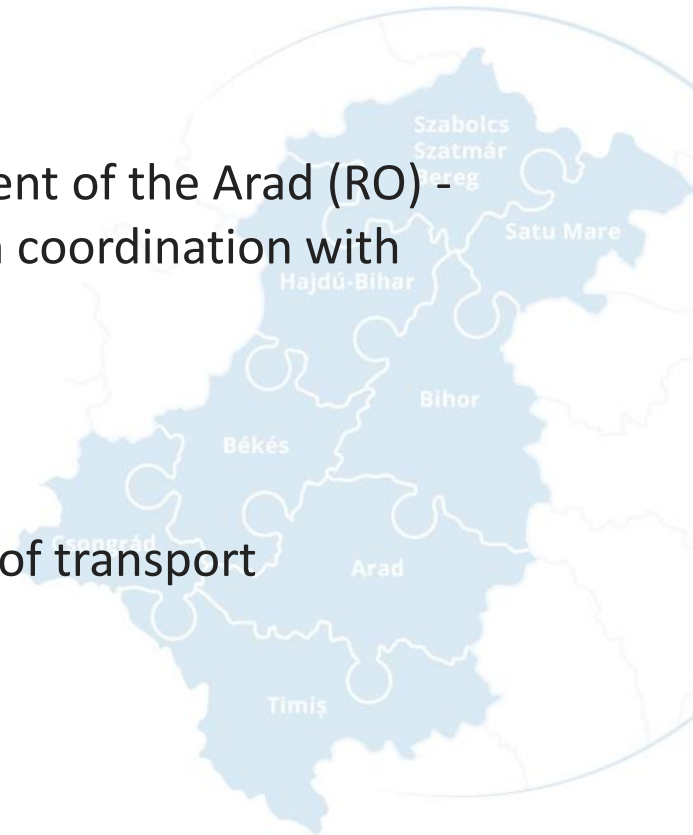 ent of the Arad (RO) -
coordination with
of transport
Szabolcs
Szatmár
Bereg
Satu Mare
Hajdú-Bihar
Bihor
Békés
Csongrád
Arad
Timiș